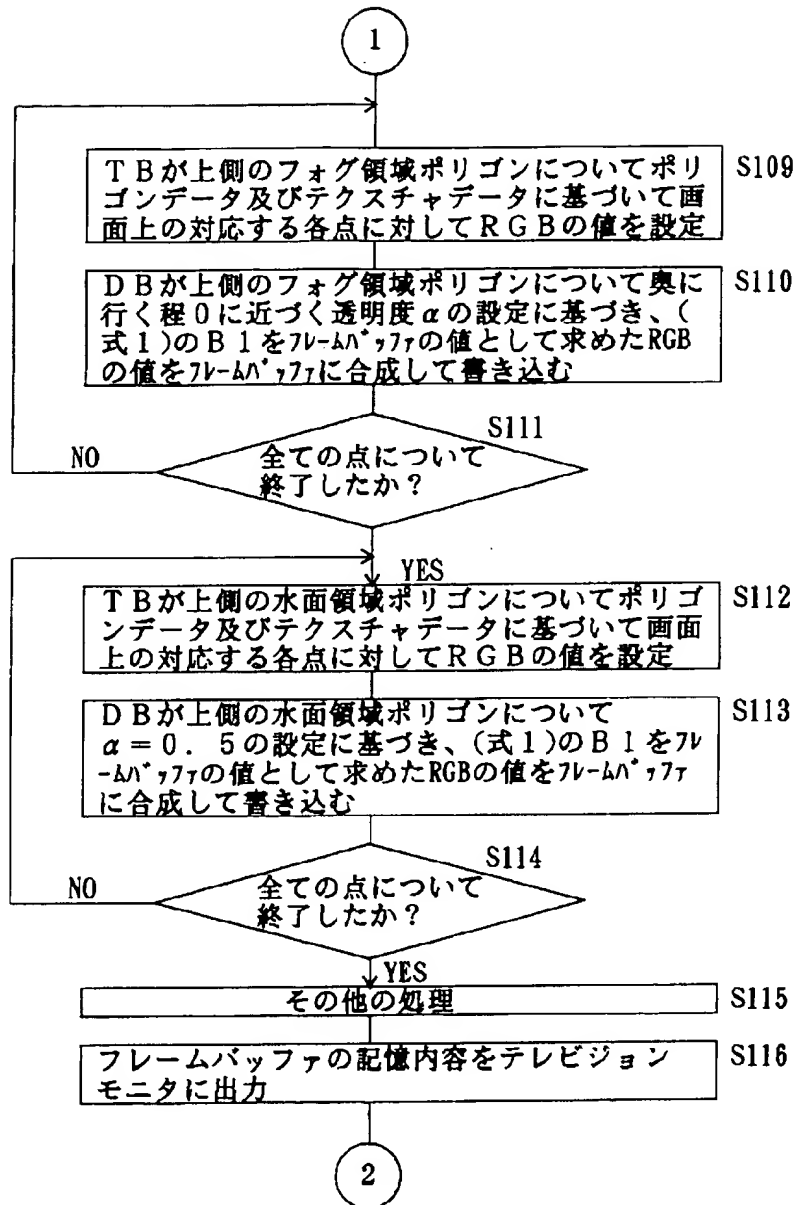 1
TBが上側のフォグ領域ポリゴンについてポリ
ゴンデータ及びテクスチャデータに基づいて画
面上の対応する各点に対してRGBの値を設定
S109
DBが上側のフォグ領域ポリゴンについて奥に
行く程0に近づく透明度αの設定に基づき、(
式1)のB1をフレームバッファの値として求めたRGB
の値をフレームバッファに合成して書き込む
S110
S111
全ての点について
終了したか?
NO
YES
TBが上側の水面領域ポリゴンについてポリゴ
ンデータ及びテクスチャデータに基づいて画面
上の対応する各点に対してRGBの値を設定
S112
DBが上側の水面領域ポリゴンについて
α=0.5の設定に基づき、(式1)のB1をフレ
ームバッファの値として求めたRGBの値をフレームバッファ
に合成して書き込む
S113
S114
全ての点について
終了したか?
NO
YES
その他の処理
S115
フレームバッファの記憶内容をテレビジョン
モニタに出力
S116
2